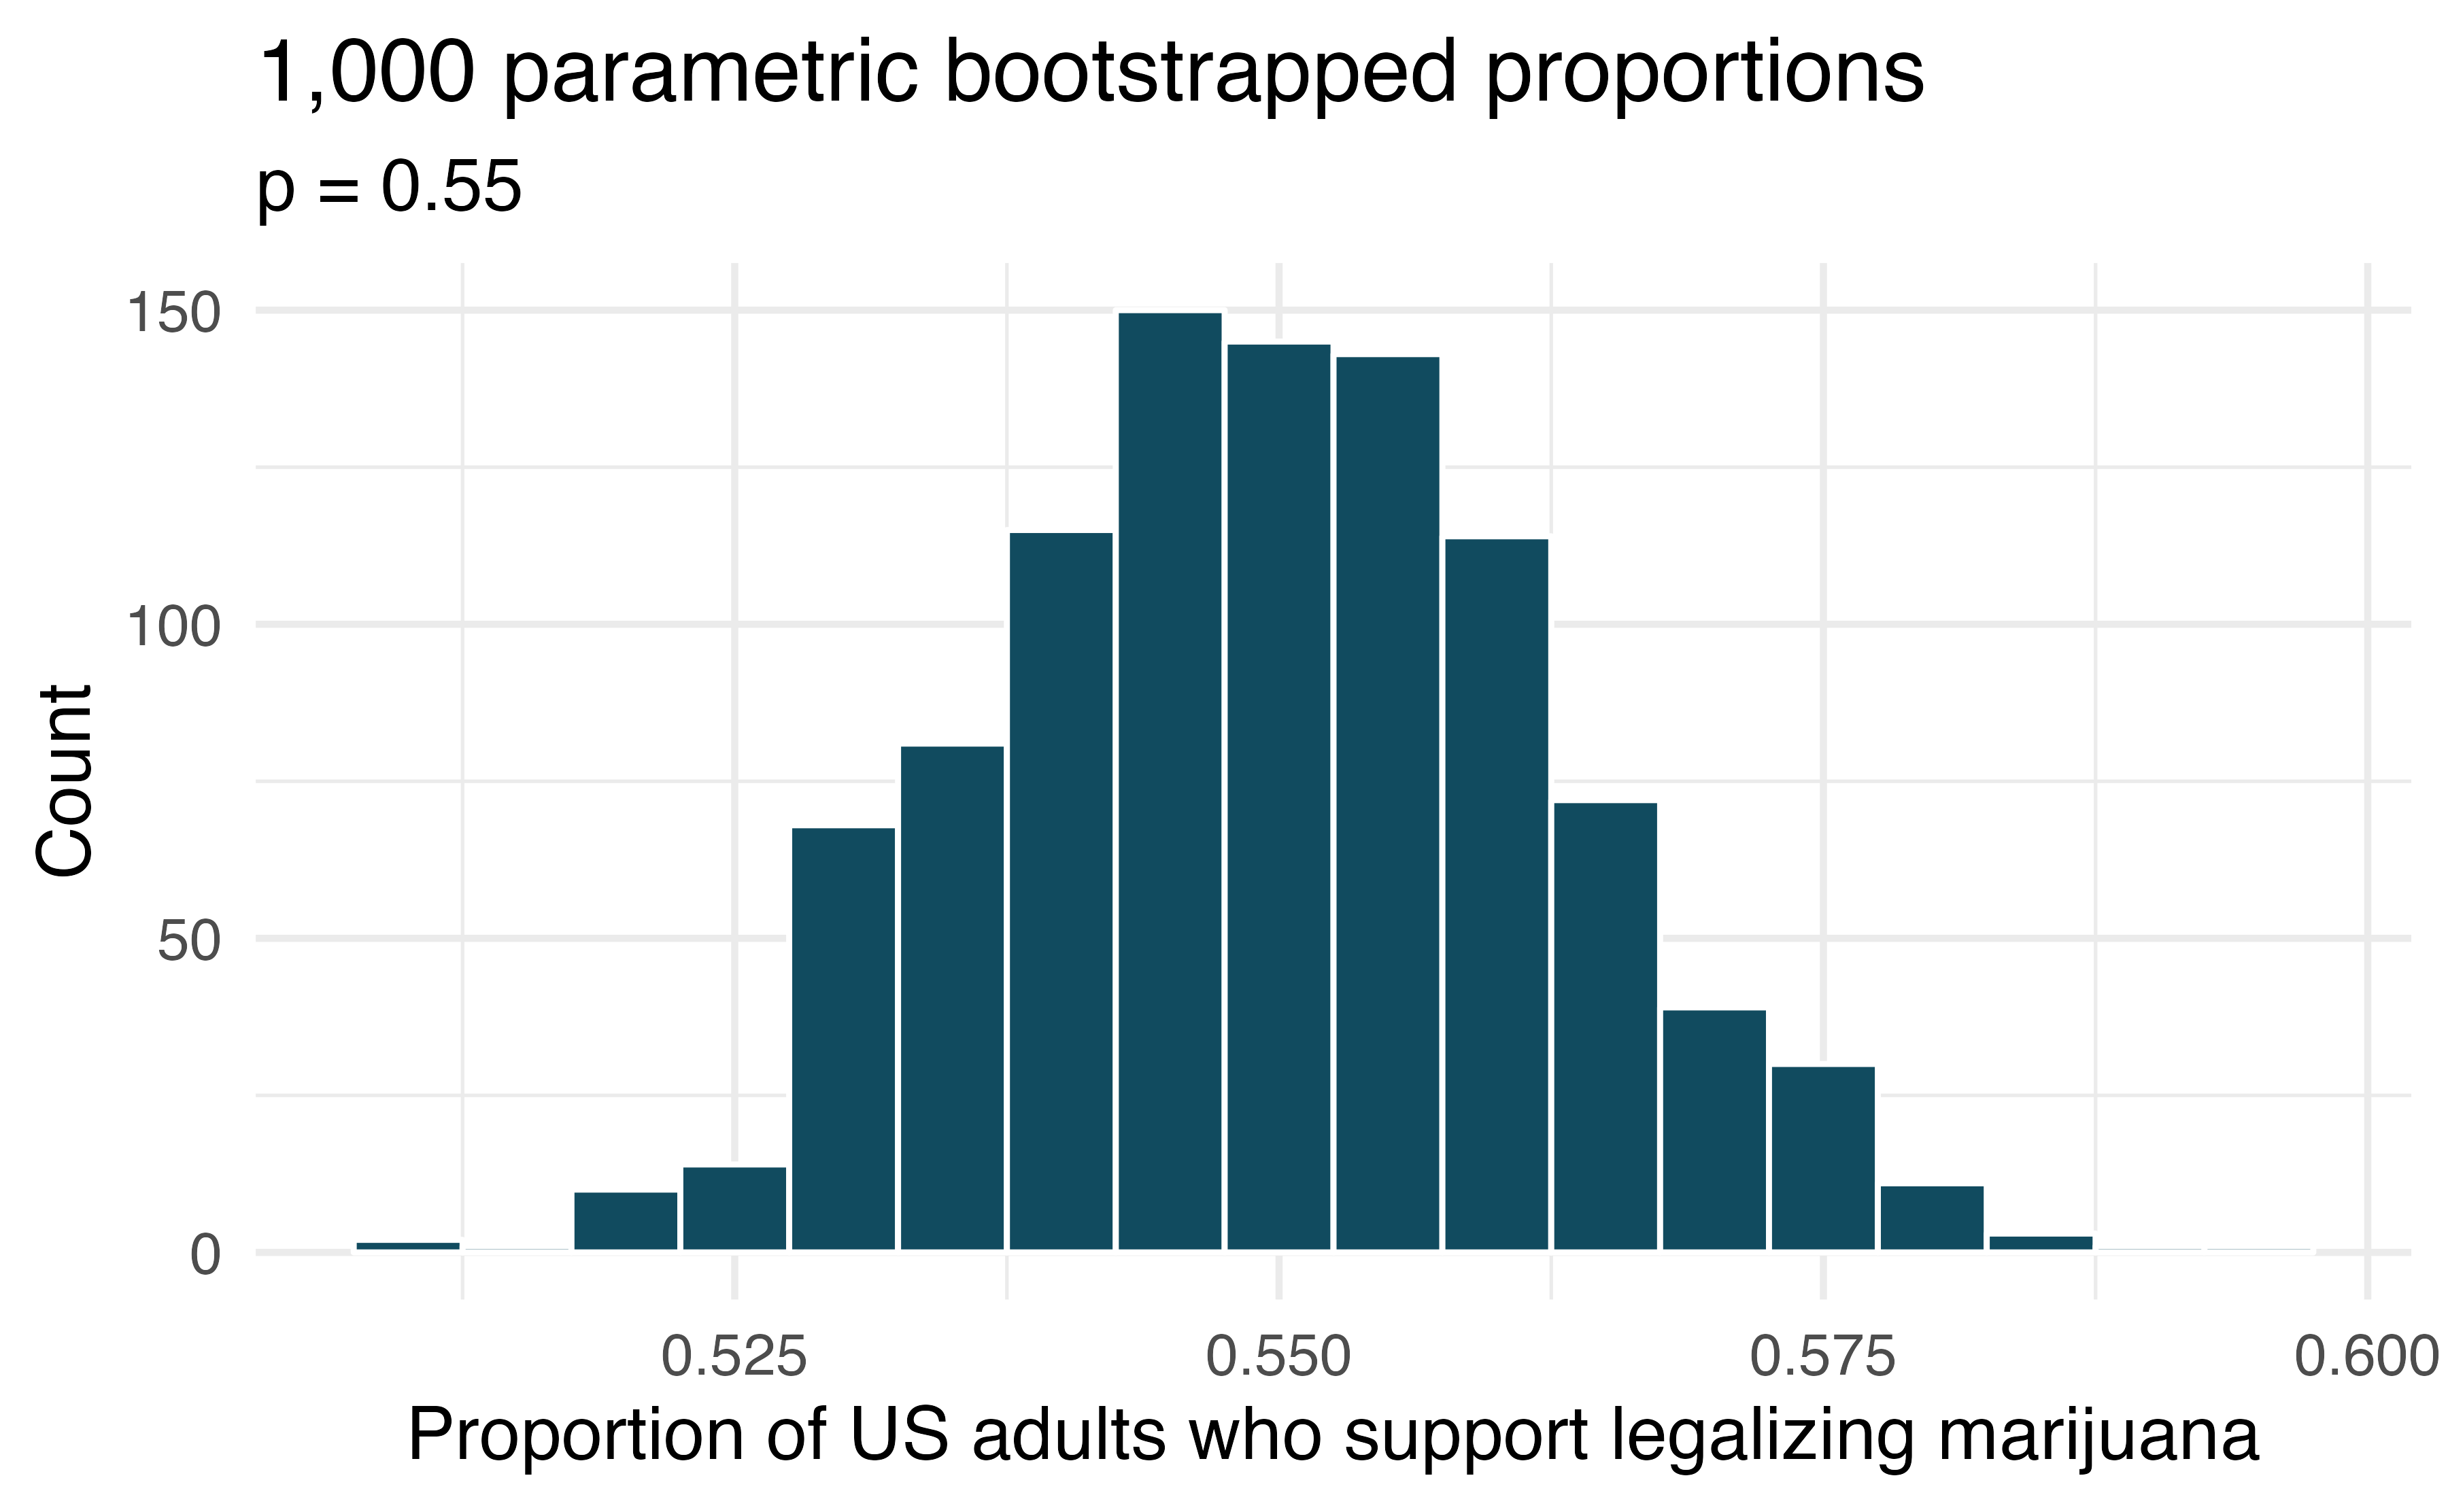 1,000 parametric bootstrapped proportions
p = 0.55
150
100
50
0
Count
0.525 0.550 0.575 0.600
Proportion of US adults who support legalizing marijuana